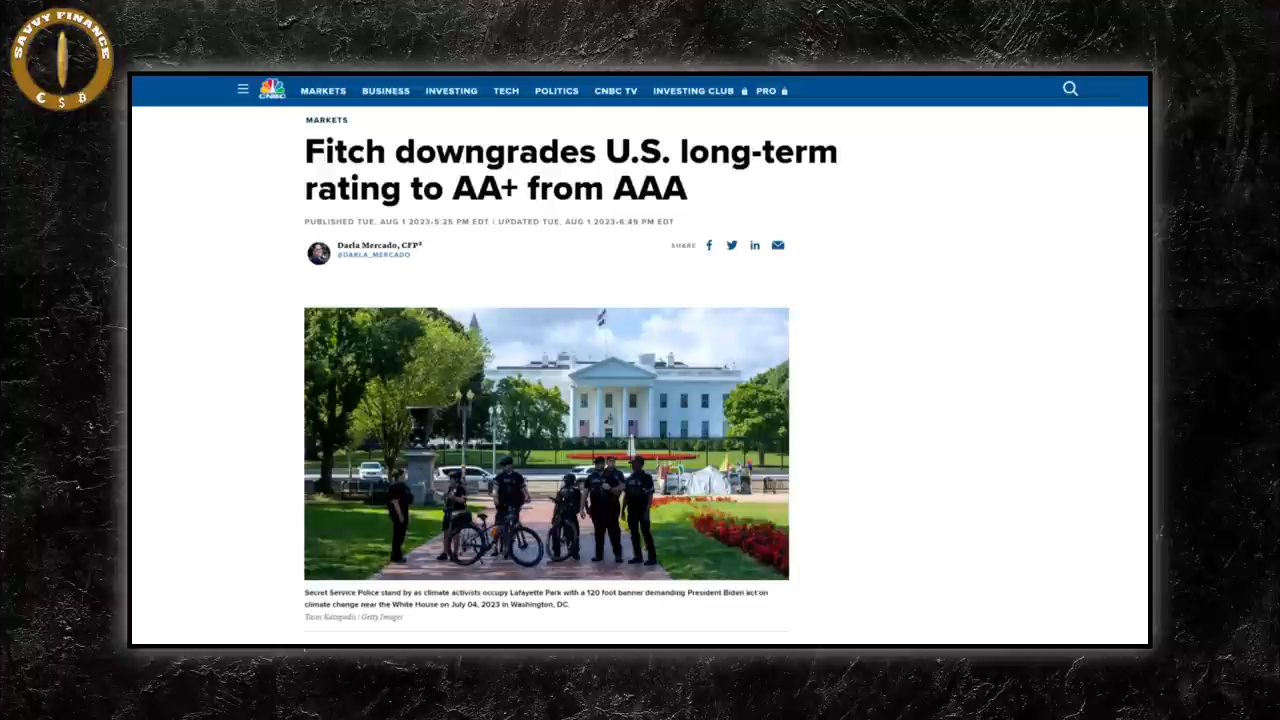 SAVVY FINANCE
€ $ ₿
CNBC
MARKETS BUSINESS INVESTING TECH POLITICS CNBC TV INVESTING CLUB PRO
MARKETS
Fitch downgrades U.S. long-term
rating to AA+ from AAA
PUBLISHED TUE, AUG 1 2023•5:25 PM EDT | UPDATED TUE, AUG 1 2023•6:49 PM EDT
Darla Mercado, CFP®
@DARLA_MERCADO
SHARE
Secret Service Police stand by as climate activists occupy Lafayette Park with a 120 foot banner demanding President Biden act on
climate change near the White House on July 04, 2023 in Washington, DC.
Tasos Katopodis | Getty Images